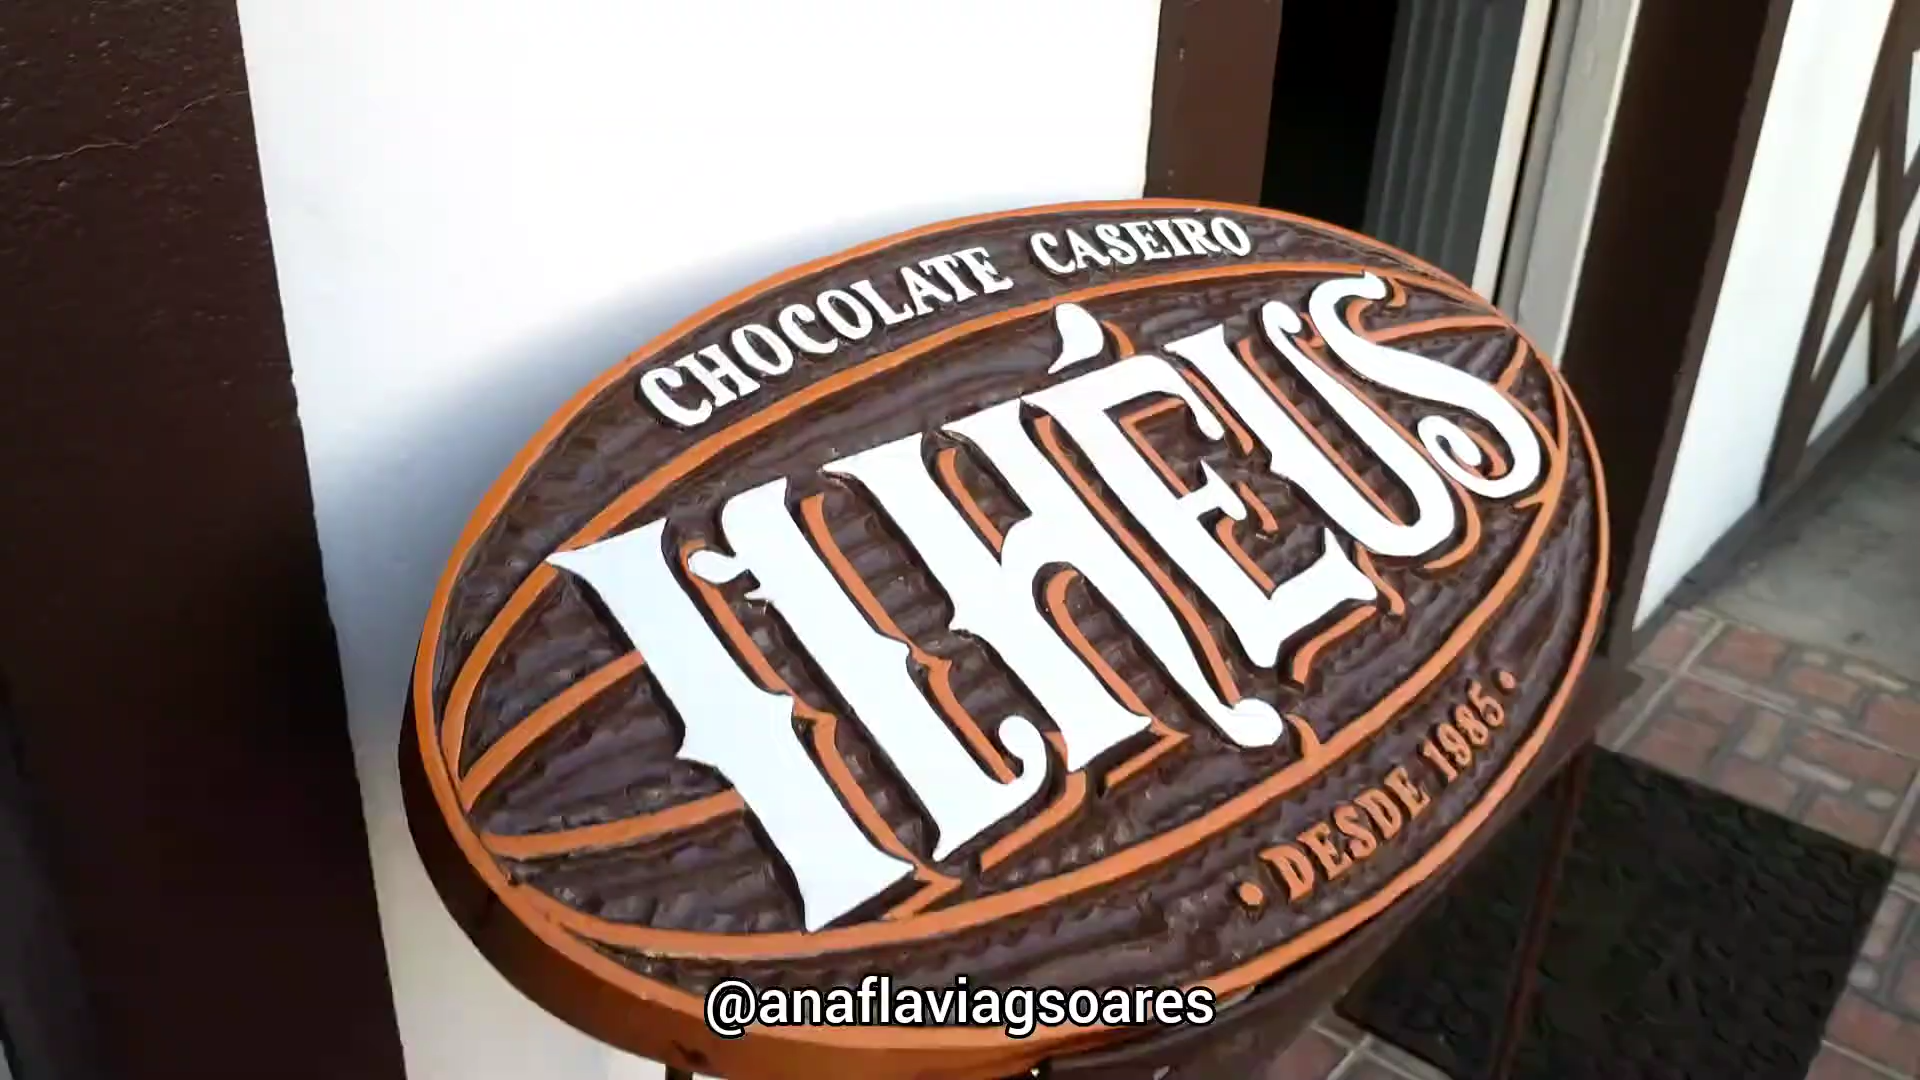 CHOCOLATE CASEIRO
ILHÉUS
• DESDE 1985 •
@anaflaviagsoares